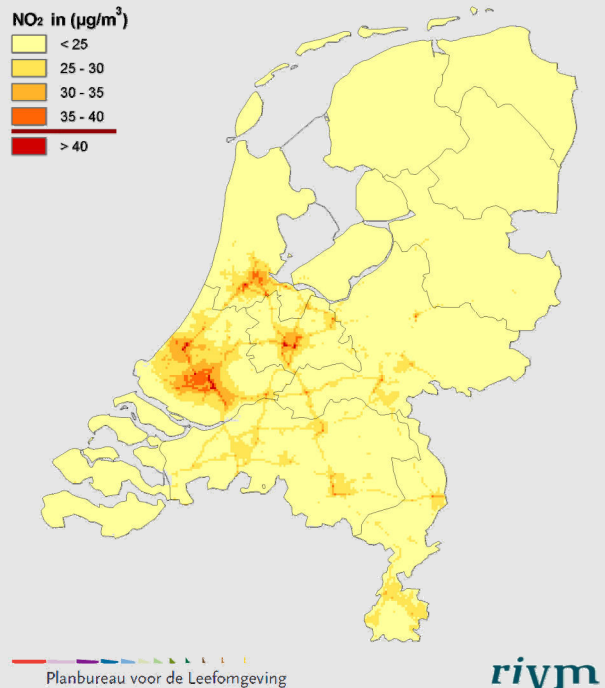 NO₂ in (µg/m³)
< 25
25 - 30
30 - 35
35 - 40
> 40
Planbureau voor de Leefomgeving
rivm